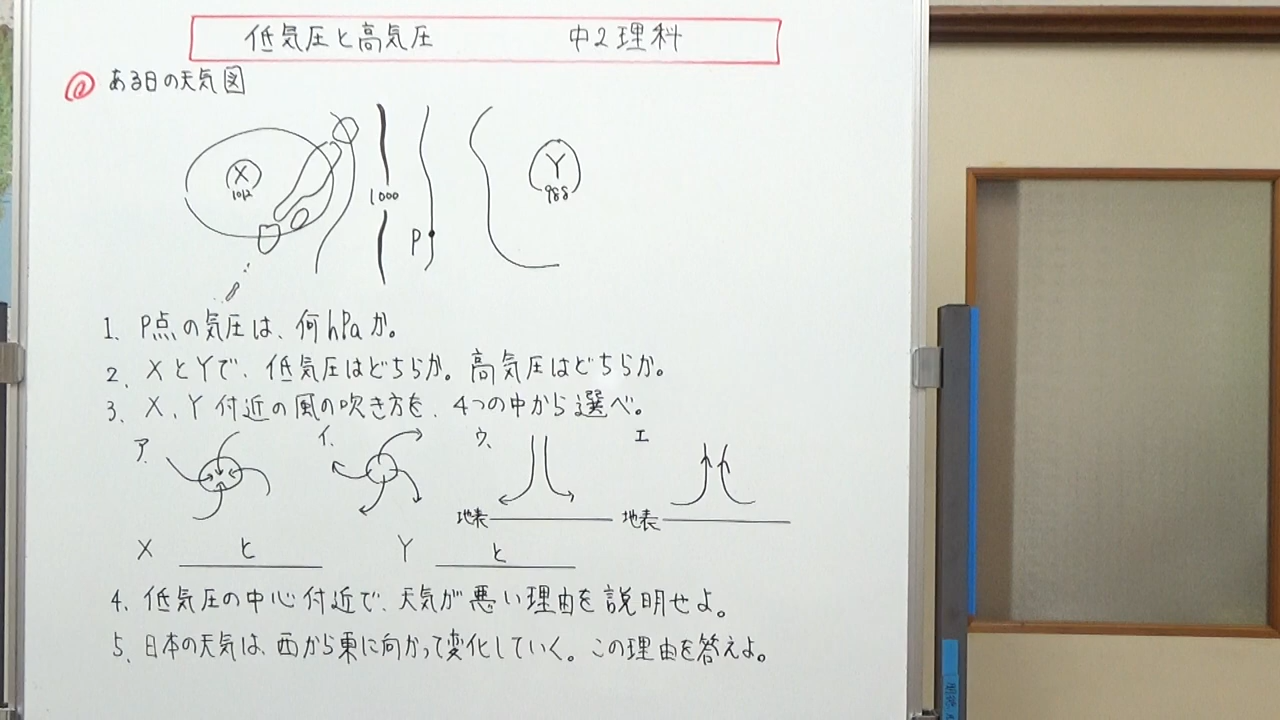 低気圧と高気圧 中2理科
@ ある日の天気図
X
1012
1000
P
Y
988
1. P点の気圧は、何hPaか。
2. XとYで、低気圧はどちらか。高気圧はどちらか。
3. X、Y付近の風の吹き方を、4つの中から選べ。
ア. イ. ウ、 エ
地表 地表
X と Y と
4. 低気圧の中心付近で、天気が悪い理由を説明せよ。
5. 日本の天気は、西から東に向かって変化していく。この理由を答えよ。